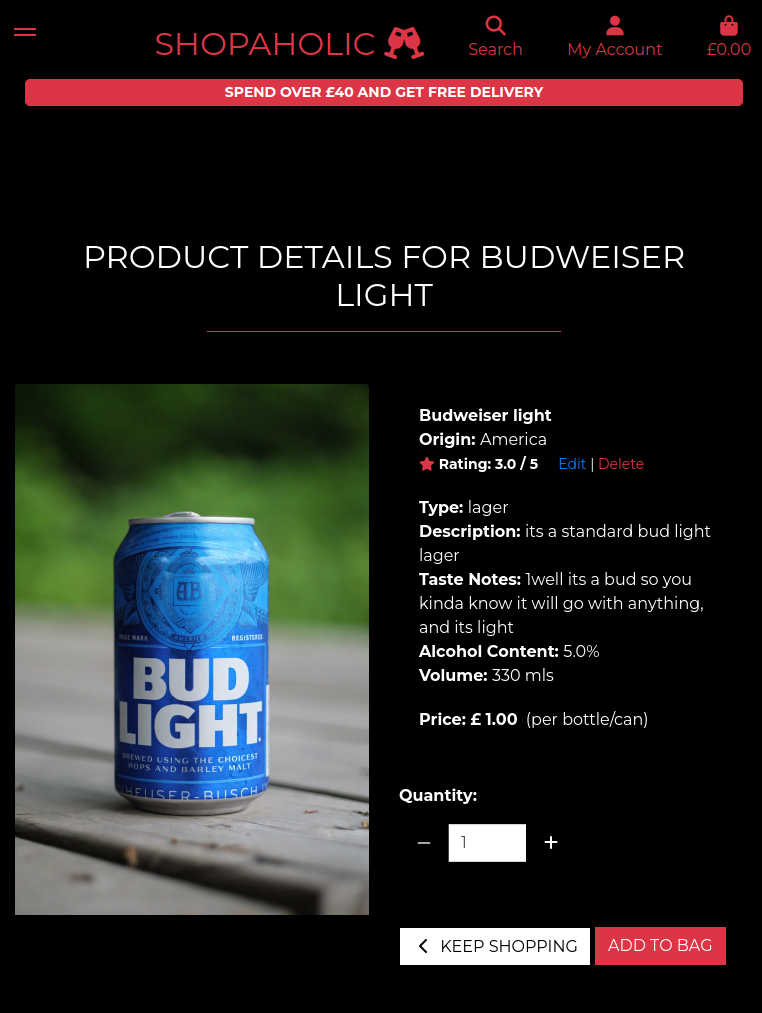 SHOPAHOLIC
Search
My Account
£0.00
SPEND OVER £40 AND GET FREE DELIVERY
PRODUCT DETAILS FOR BUDWEISER
LIGHT
Budweiser light
Origin: America
Rating: 3.0 / 5 Edit | Delete
Type: lager
Description: its a standard bud light
lager
Taste Notes: 1well its a bud so you
kinda know it will go with anything,
and its light
Alcohol Content: 5.0%
Volume: 330 mls
Price: £ 1.00 (per bottle/can)
Quantity:
1
KEEP SHOPPING
ADD TO BAG
AB
TRADE MARK
AMERICA
REGISTERED
BUD
LIGHT
BREWED USING THE CHOICEST
HOPS AND BARLEY MALT
HEUSER-BUSCH